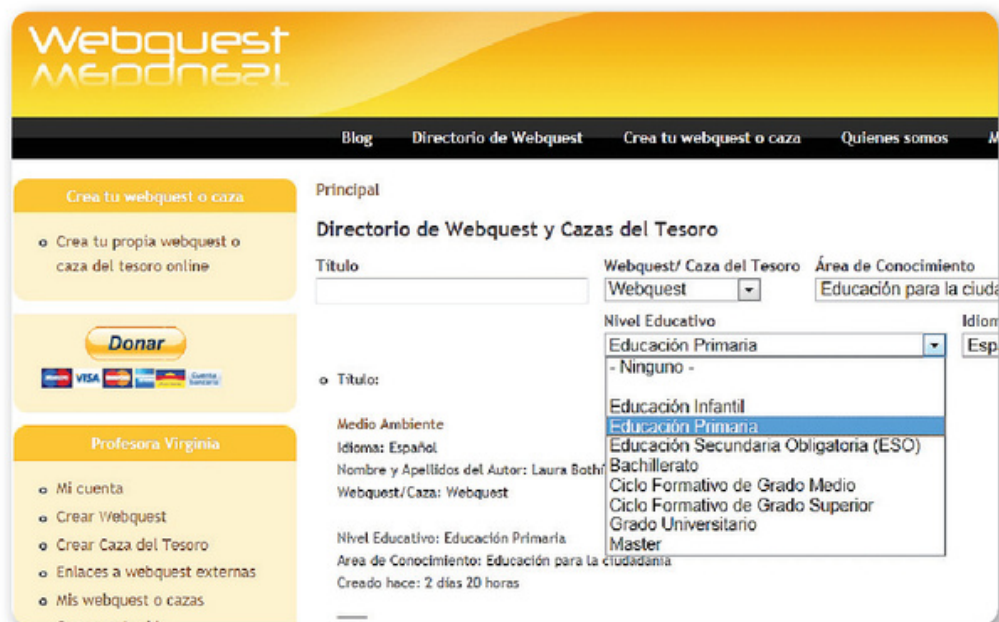 Webquest
Blog Directorio de Webquest Crea tu webquest o caza Quienes somos
Crea tu webquest o caza
Crea tu propia webquest o
caza del tesoro online
Donar
VISA
Cuenta
bancaria
Profesora Virginia
Mi cuenta
Crear Webquest
Crear Caza del Tesoro
Enlaces a webquest externas
Mis webquest o cazas
Principal
Directorio de Webquest y Cazas del Tesoro
Título Webquest/ Caza del Tesoro Área de Conocimiento
Webquest Educación para la ciuda
Nivel Educativo Idiom
Educación Primaria Esp
- Ninguno -
Educación Infantil
Educación Primaria
Educación Secundaria Obligatoria (ESO)
Bachillerato
Ciclo Formativo de Grado Medio
Ciclo Formativo de Grado Superior
Grado Universitario
Master
Título:
Medio Ambiente
Idioma: Español
Nombre y Apellidos del Autor: Laura
Webquest/Caza: Webquest
Nivel Educativo: Educación Primaria
Area de Conocimiento: Educación para la ciudadanía
Creado hace: 2 días 20 horas